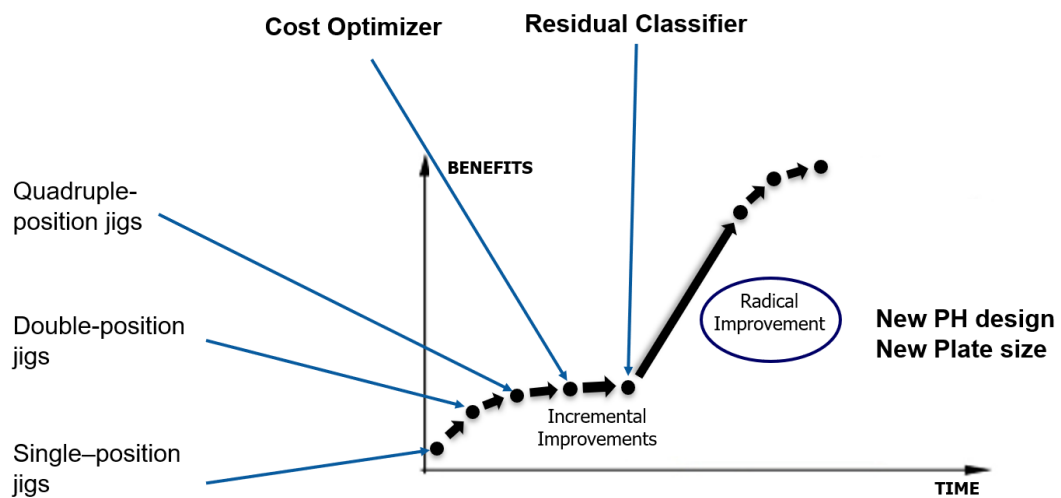 Cost Optimizer
Residual Classifier
BENEFITS
Quadruple-
position jigs
Double-position
jigs
Single–position
jigs
Incremental
Improvements
Radical
Improvement
New PH design
New Plate size
TIME